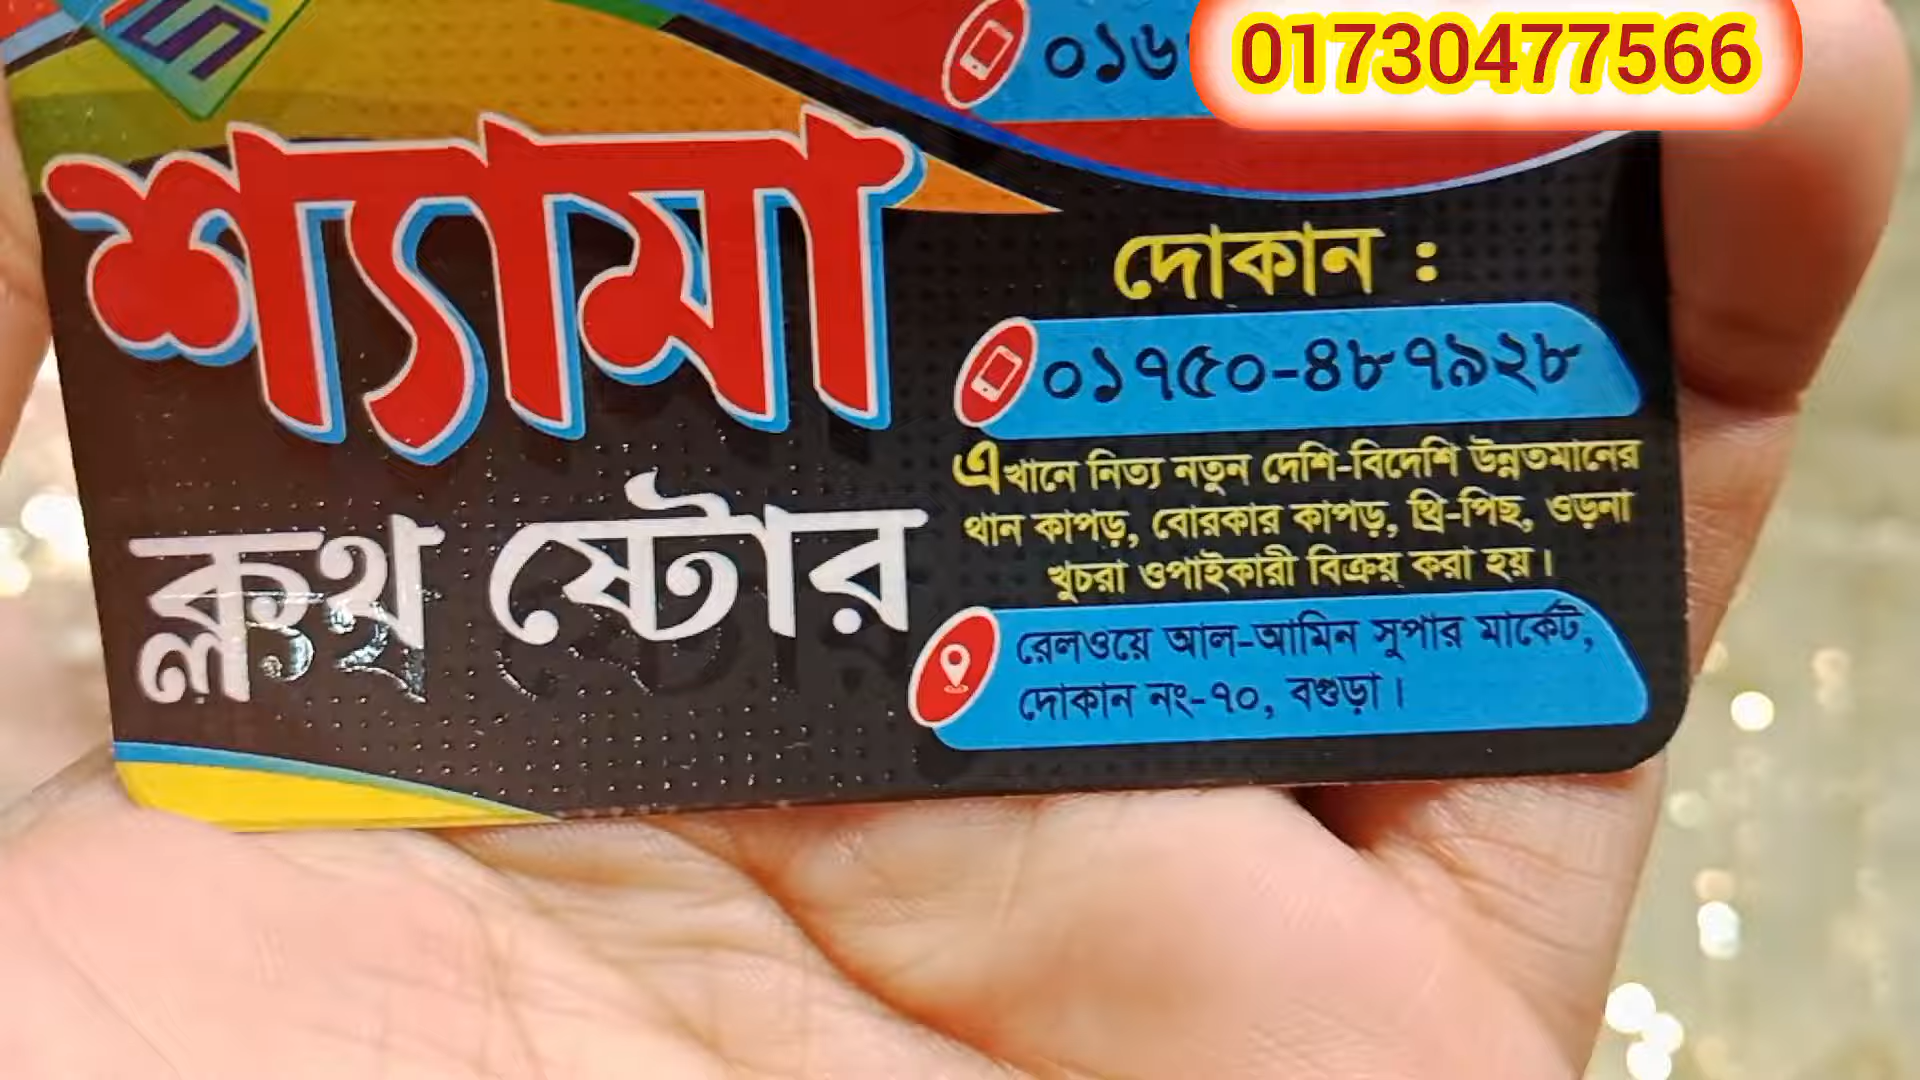 ০১৬
01730477566
শ্যামা
ক্লথ ষ্টোর
দোকান :
০১৭৫০-৪৮৭৯২৮
এখানে নিত্য নতুন দেশি-বিদেশি উন্নতমানের
থান কাপড়, বোরকার কাপড়, থ্রি-পিছ, ওড়না
খুচরা ওপাইকারী বিক্রয় করা হয়।
রেলওয়ে আল-আমিন সুপার মার্কেট,
দোকান নং-৭০, বগুড়া।